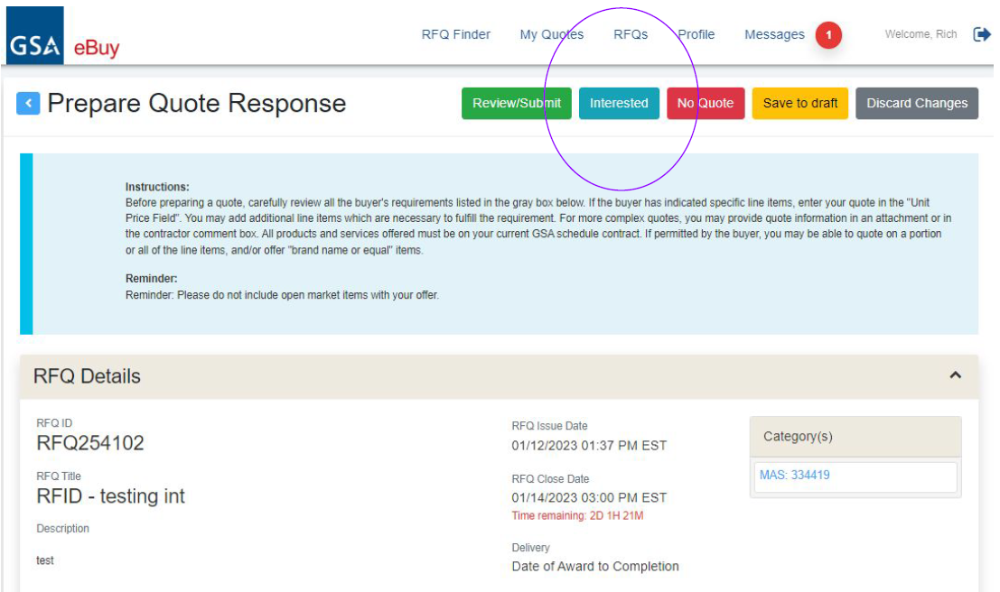 GSA eBuy
RFQ Finder My Quotes RFQs Profile Messages 1 Welcome, Rich
Prepare Quote Response
Review/Submit Interested No Quote Save to draft Discard Changes
Instructions:
Before preparing a quote, carefully review all the buyer's requirements listed in the gray box below. If the buyer has indicated specific line items, enter your quote in the "Unit
Price Field". You may add additional line items which are necessary to fulfill the requirement. For more complex quotes, you may provide quote information in an attachment or in
the contractor comment box. All products and services offered must be on your current GSA schedule contract. If permitted by the buyer, you may be able to quote on a portion
or all of the line items, and/or offer "brand name or equal" items.
Reminder:
Reminder: Please do not include open market items with your offer.
RFQ Details
RFQ ID
RFQ254102
RFQ Title
RFID - testing int
Description
test
RFQ Issue Date
01/12/2023 01:37 PM EST
RFQ Close Date
01/14/2023 03:00 PM EST
Time remaining: 2D 1H 21M
Delivery
Date of Award to Completion
Category(s)
MAS: 334419